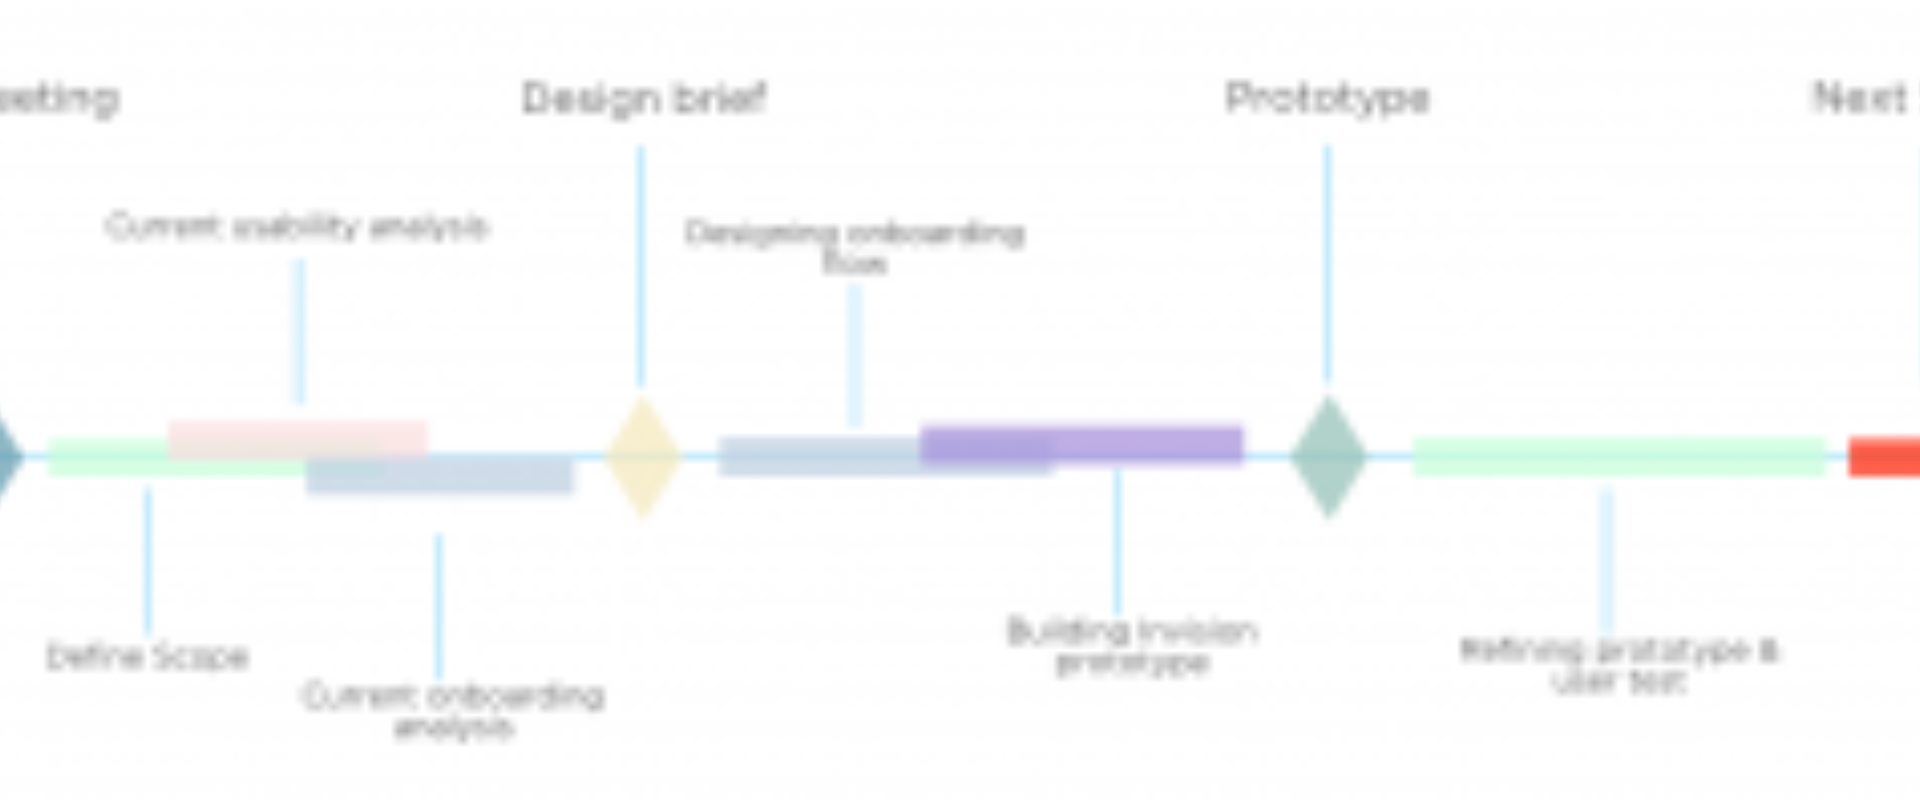 eeting
Design brief
Prototype
Next
Current usability analysis
Designing onboarding
flow
Define Scope
Current onboarding
analysis
Building Invision
prototype
Refining prototype &
user test